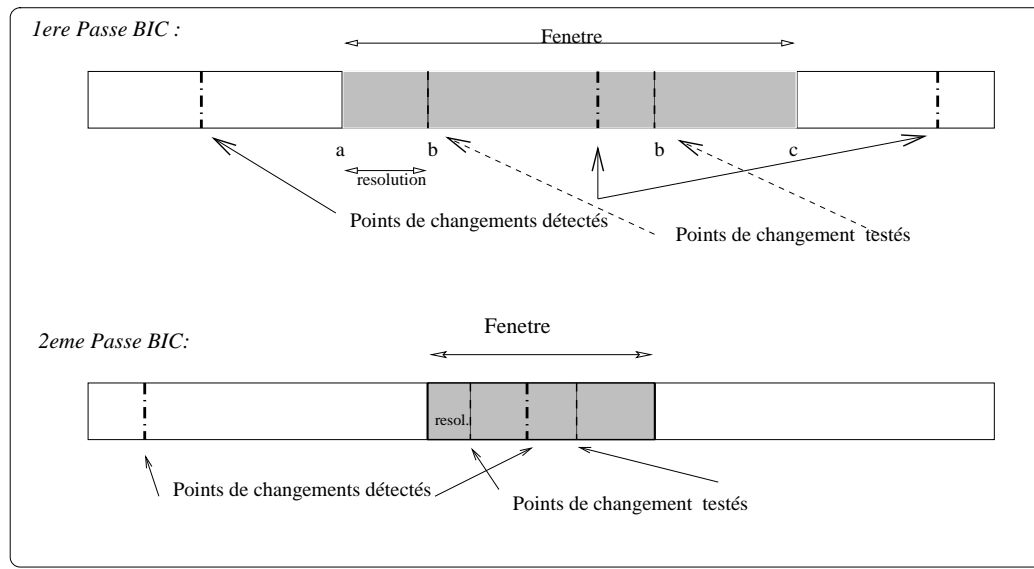 1ere Passe BIC :
Fenetre
a b b c
resolution
Points de changements détectés
Points de changement testés
2eme Passe BIC:
Fenetre
resol.
Points de changements détectés
Points de changement testés